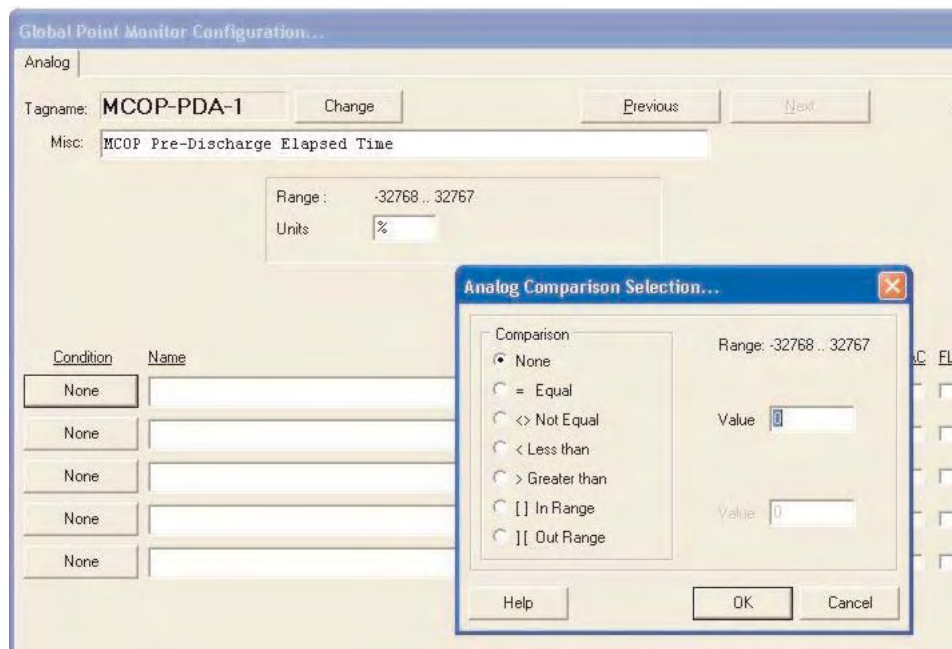 Global Point Monitor Configuration...
Analog
Tagname: MCOP-PDA-1 Change Previous Next
Misc: MCOP Pre-Discharge Elapsed Time
Range : -32768 .. 32767
Units %
Analog Comparison Selection...
Comparison
None
= Equal
<> Not Equal
< Less than
> Greater than
[ ] In Range
] [ Out Range
Range: -32768 .. 32767
Value 0
Value 0
Help OK Cancel
Condition Name
None
None
None
None
None